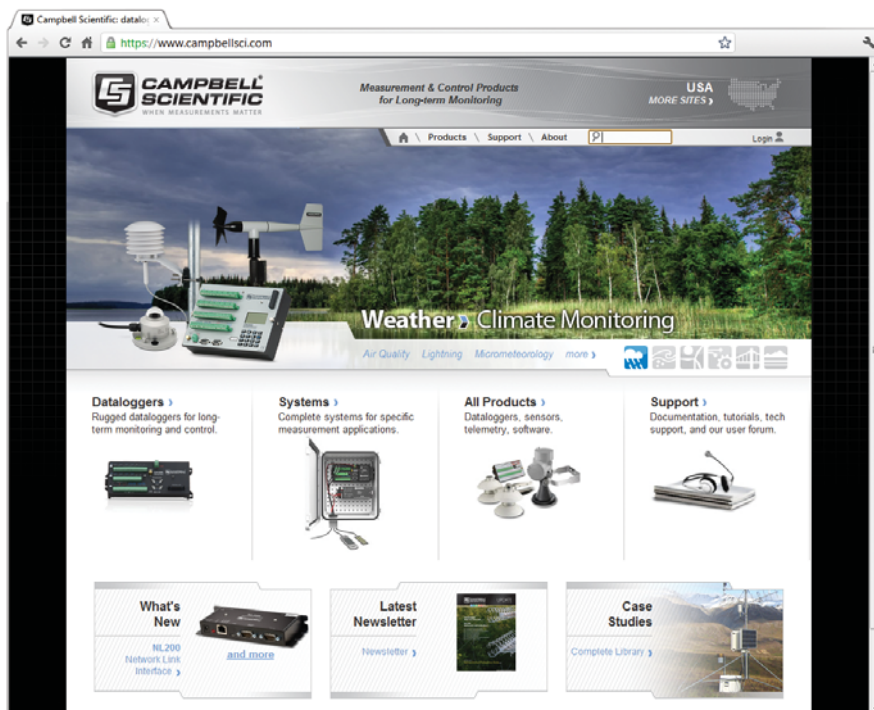 Campbell Scientific: datalog
https://www.campbellsci.com
CAMPBELL
SCIENTIFIC
WHEN MEASUREMENTS MATTER
Measurement & Control Products
for Long-term Monitoring
USA
MORE SITES
Products \ Support \ About
Login
Weather Climate Monitoring
Air Quality Lightning Micrometeorology more
Dataloggers
Rugged dataloggers for long-
term monitoring and control.
Systems
Complete systems for specific
measurement applications.
All Products
Dataloggers, sensors,
telemetry, software.
Support
Documentation, tutorials, tech
support, and our user forum.
What's
New
NL200
Network Link
Interface
and more
Latest
Newsletter
Newsletter
Case
Studies
Complete Library